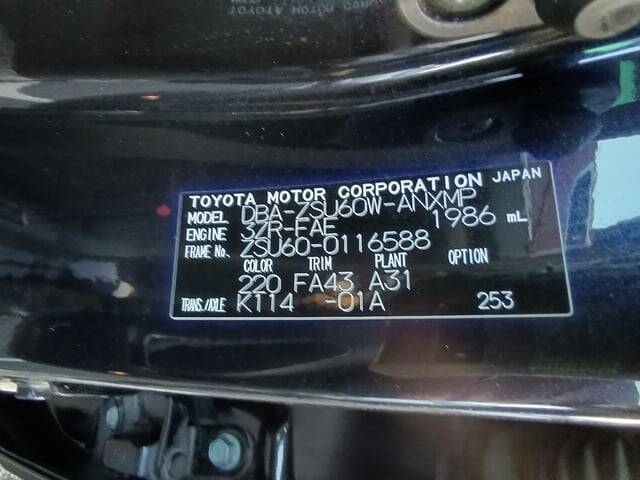 TOYOTA MOTOR CORPORATION JAPAN
MODEL DBA-ZSU60W-ANXMP
ENGINE 3ZR-FAE 1986 mL
FRAME No. ZSU60-0116588
COLOR TRIM PLANT OPTION
220 FA43 A31
TRANS./AXLE K114 -01A 253